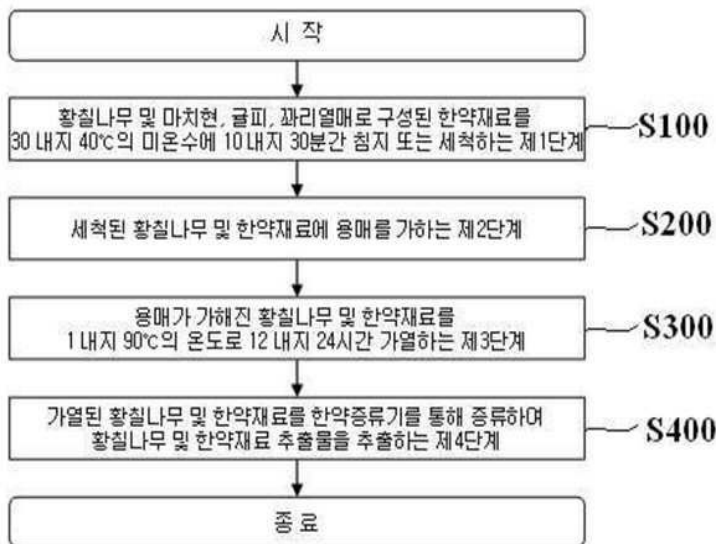 시 작
황칠나무 및 마치현, 귤피, 꽈리열매로 구성된 한약재료를
30 내지 40℃의 미온수에 10 내지 30분간 침지 또는 세척하는 제1단계
S100
세척된 황칠나무 및 한약재료에 용매를 가하는 제2단계
S200
용매가 가해진 황칠나무 및 한약재료를
1 내지 90℃의 온도로 12 내지 24시간 가열하는 제3단계
S300
가열된 황칠나무 및 한약재료를 한약증류기를 통해 증류하여
황칠나무 및 한약재료 추출물을 추출하는 제4단계
S400
종 료